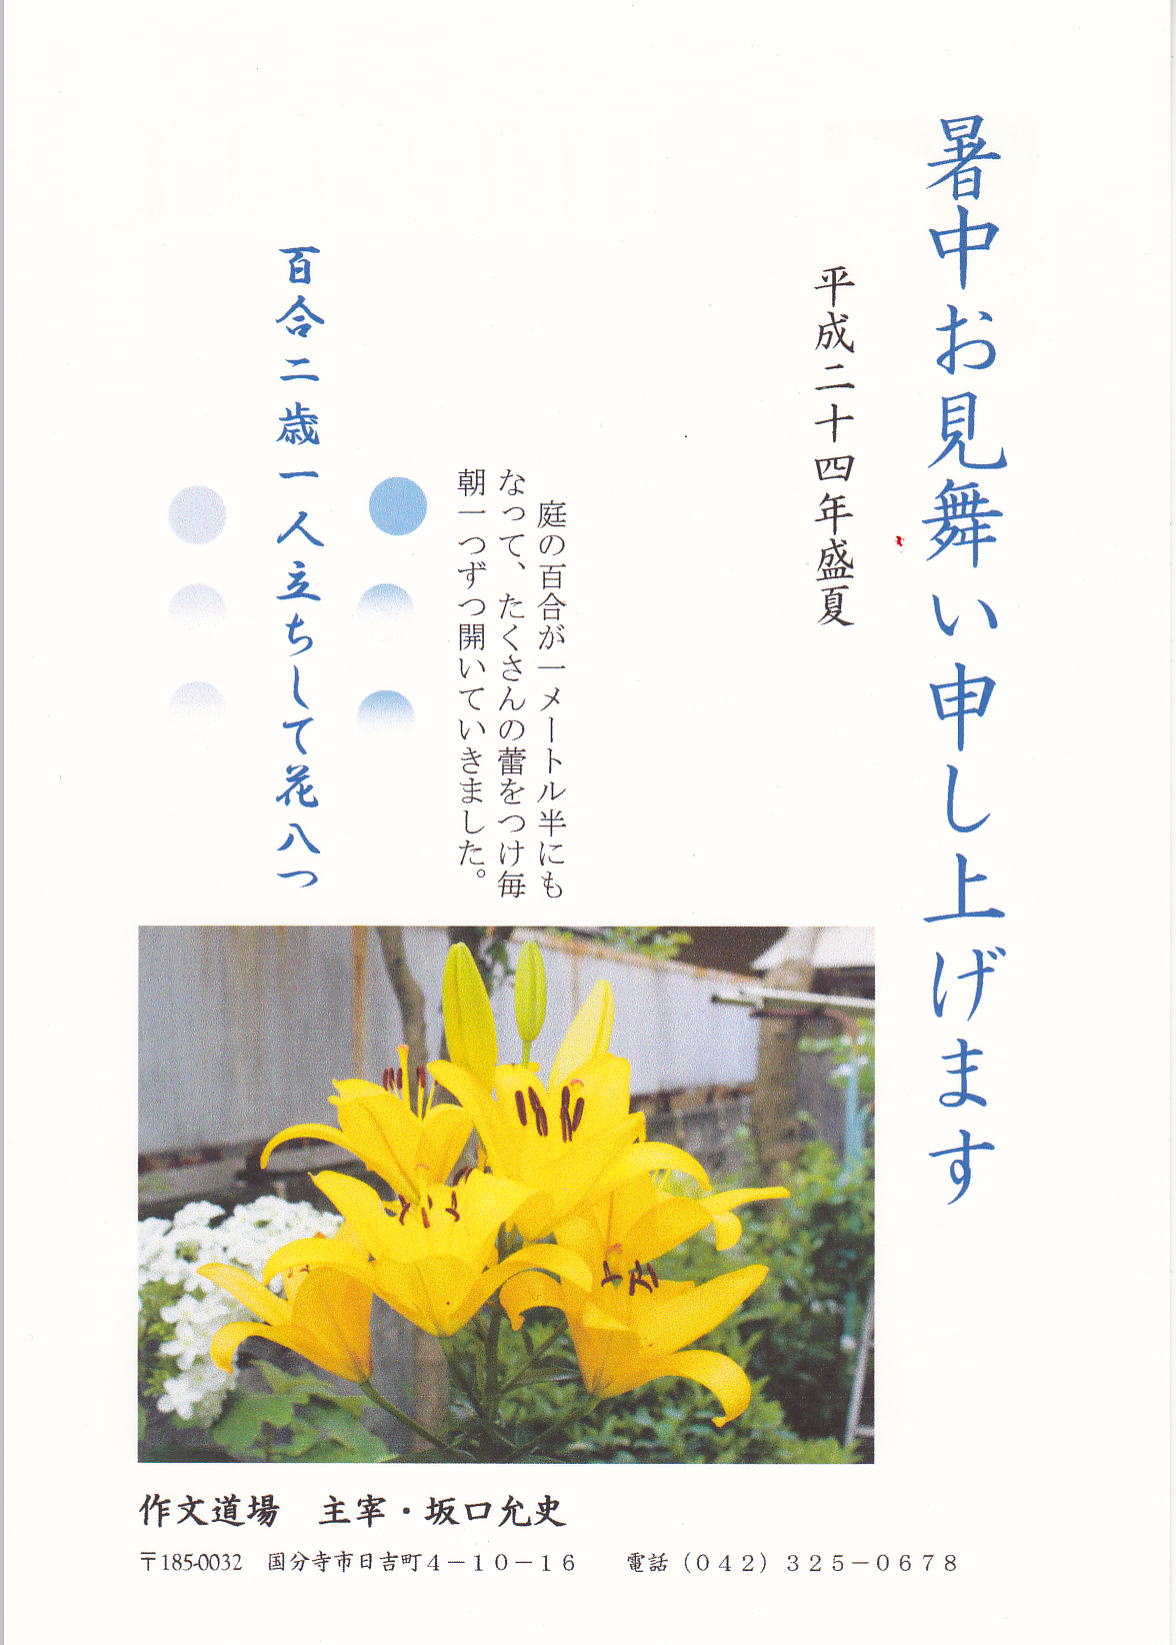 暑中お見舞い申し上げます
平成二十四年盛夏
庭の百合が一メートル半にも
なって、たくさんの蕾をつけ毎
朝一つずつ開いていきました。
百合二歳一人立ちして花八つ
作文道場　主宰・坂口允史
〒185-0032　国分寺市日吉町４－１０－１６　　電話（０４２）３２５－０６７８